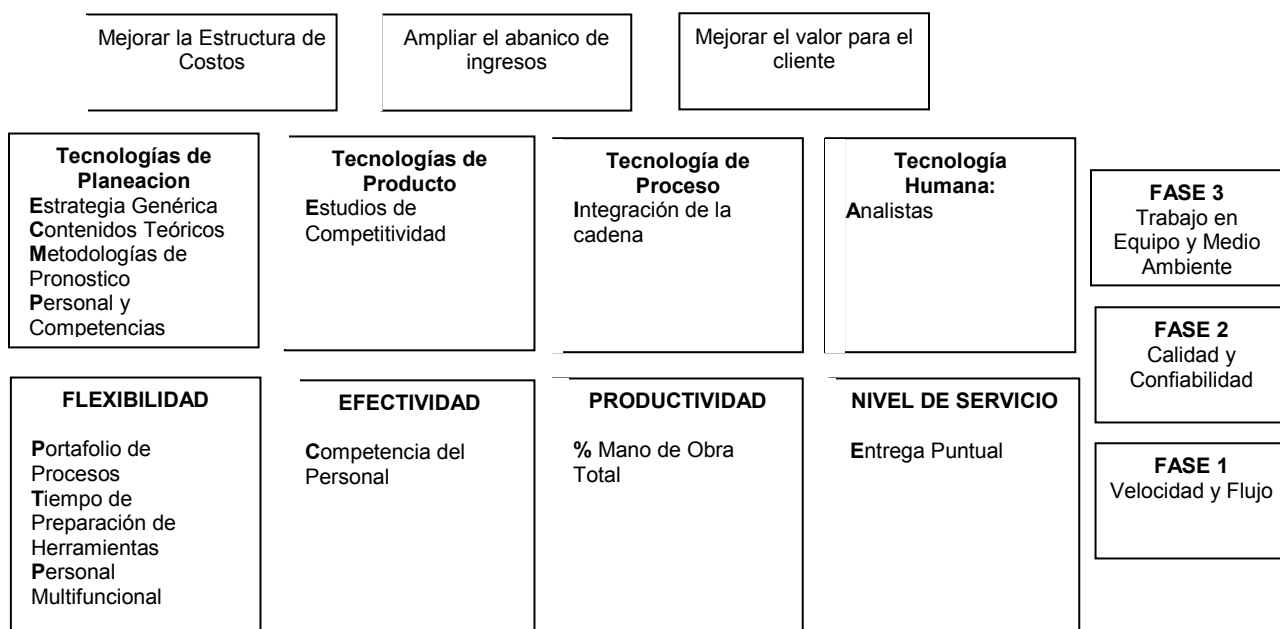 Mejorar la Estructura de
Costos
Ampliar el abanico de
ingresos
Mejorar el valor para el
cliente
Tecnologías de
Planeacion
Estrategia Genérica
Contenidos Teóricos
Metodologías de
Pronostico
Personal y
Competencias
Tecnologías de
Producto
Estudios de
Competitividad
Tecnología de
Proceso
Integración de la
cadena
Tecnología
Humana:
Analistas
FASE 3
Trabajo en
Equipo y Medio
Ambiente
FASE 2
Calidad y
Confiabilidad
FASE 1
Velocidad y Flujo
FLEXIBILIDAD
Portafolio de
Procesos
Tiempo de
Preparación de
Herramientas
Personal
Multifuncional
EFECTIVIDAD
Competencia del
Personal
PRODUCTIVIDAD
% Mano de Obra
Total
NIVEL DE SERVICIO
Entrega Puntual